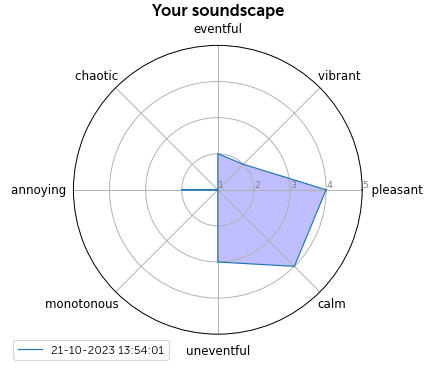 Your soundscape
eventful
chaotic
vibrant
annoying
1 2 3 4 5
pleasant
monotonous
calm
uneventful
21-10-2023 13:54:01